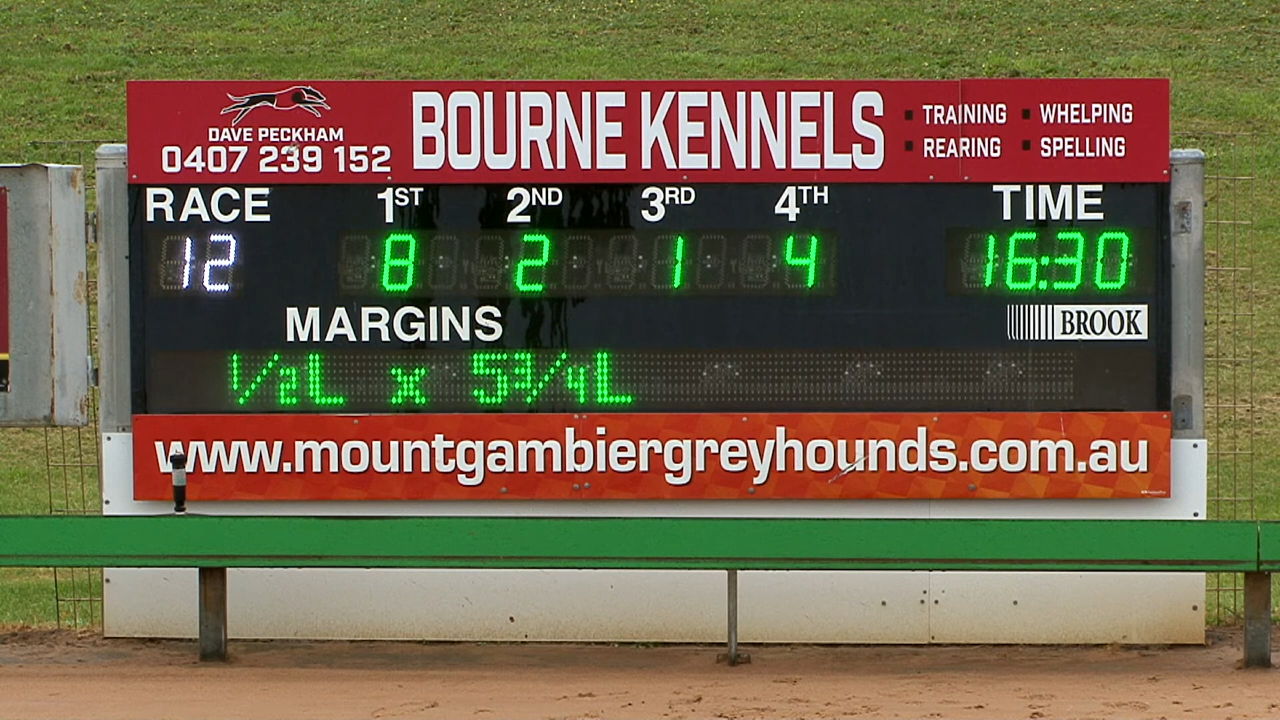 BOURNE KENNELS
DAVE PECKHAM
0407 239 152
TRAINING WHELPING
REARING SPELLING
RACE 1ST 2ND 3RD 4TH TIME
12 8 2 1 4 16:30
MARGINS
BROOK
½L x 5¾L
www.mountgambiergreyhounds.com.au